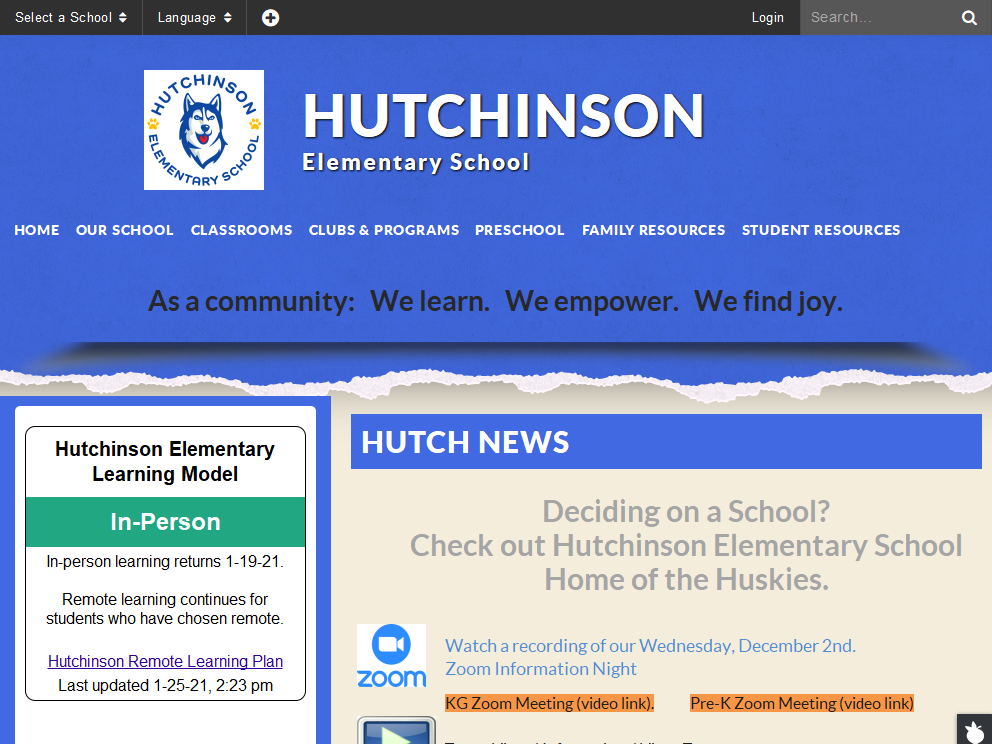 Select a School
Language
Login
Search...
HUTCHINSON
ELEMENTARY SCHOOL
HUTCHINSON
Elementary School
HOME
OUR SCHOOL
CLASSROOMS
CLUBS & PROGRAMS
PRESCHOOL
FAMILY RESOURCES
STUDENT RESOURCES
As a community: We learn. We empower. We find joy.
Hutchinson Elementary
Learning Model
In-Person
In-person learning returns 1-19-21.
Remote learning continues for
students who have chosen remote.
Hutchinson Remote Learning Plan
Last updated 1-25-21, 2:23 pm
HUTCH NEWS
Deciding on a School?
Check out Hutchinson Elementary School
Home of the Huskies.
zoom
Watch a recording of our Wednesday, December 2nd.
Zoom Information Night
KG Zoom Meeting (video link).
Pre-K Zoom Meeting (video link)